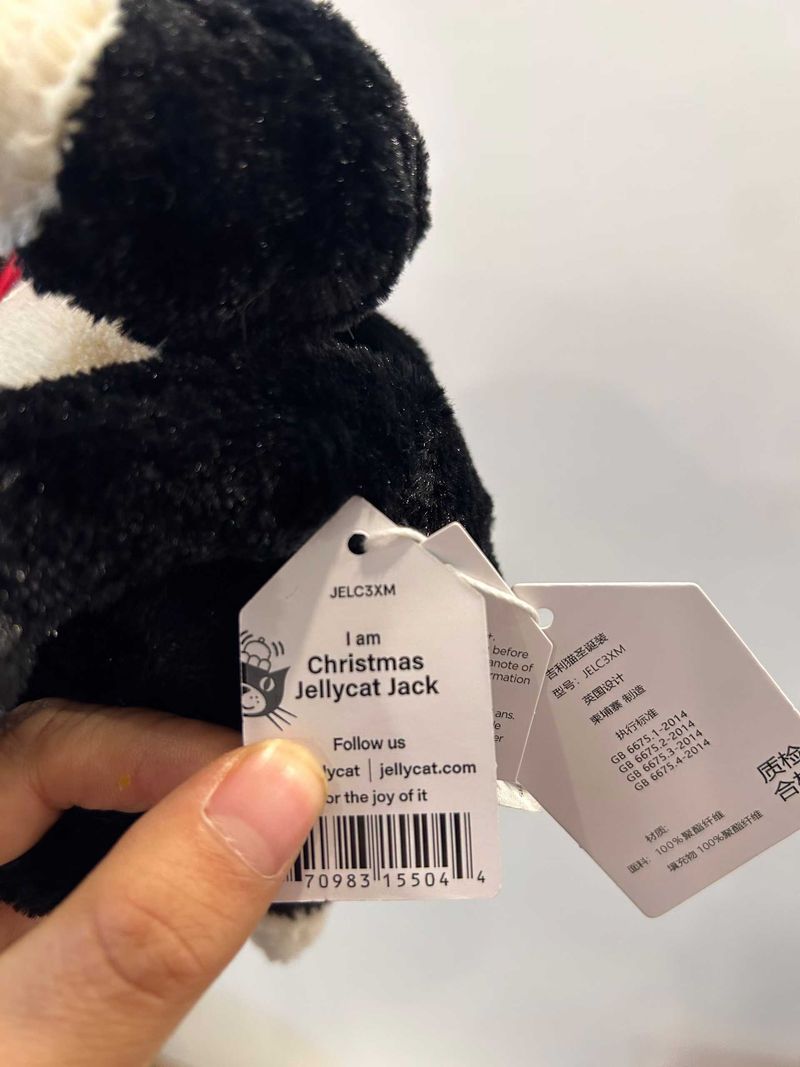 JELC3XM
I am
Christmas
Jellycat Jack
Follow us
lycat | jellycat.com
or the joy of it
70983 15504 4
t.
before
anote of
rmation
ans.
le
er
吉利猫圣诞装
型号：JELC3XM
英国设计
柬埔寨 制造
执行标准
GB 6675.1-2014
GB 6675.2-2014
GB 6675.3-2014
GB 6675.4-2014
材质:
面料: 100%聚酯纤维
填充物 100%聚酯纤维
质检
合